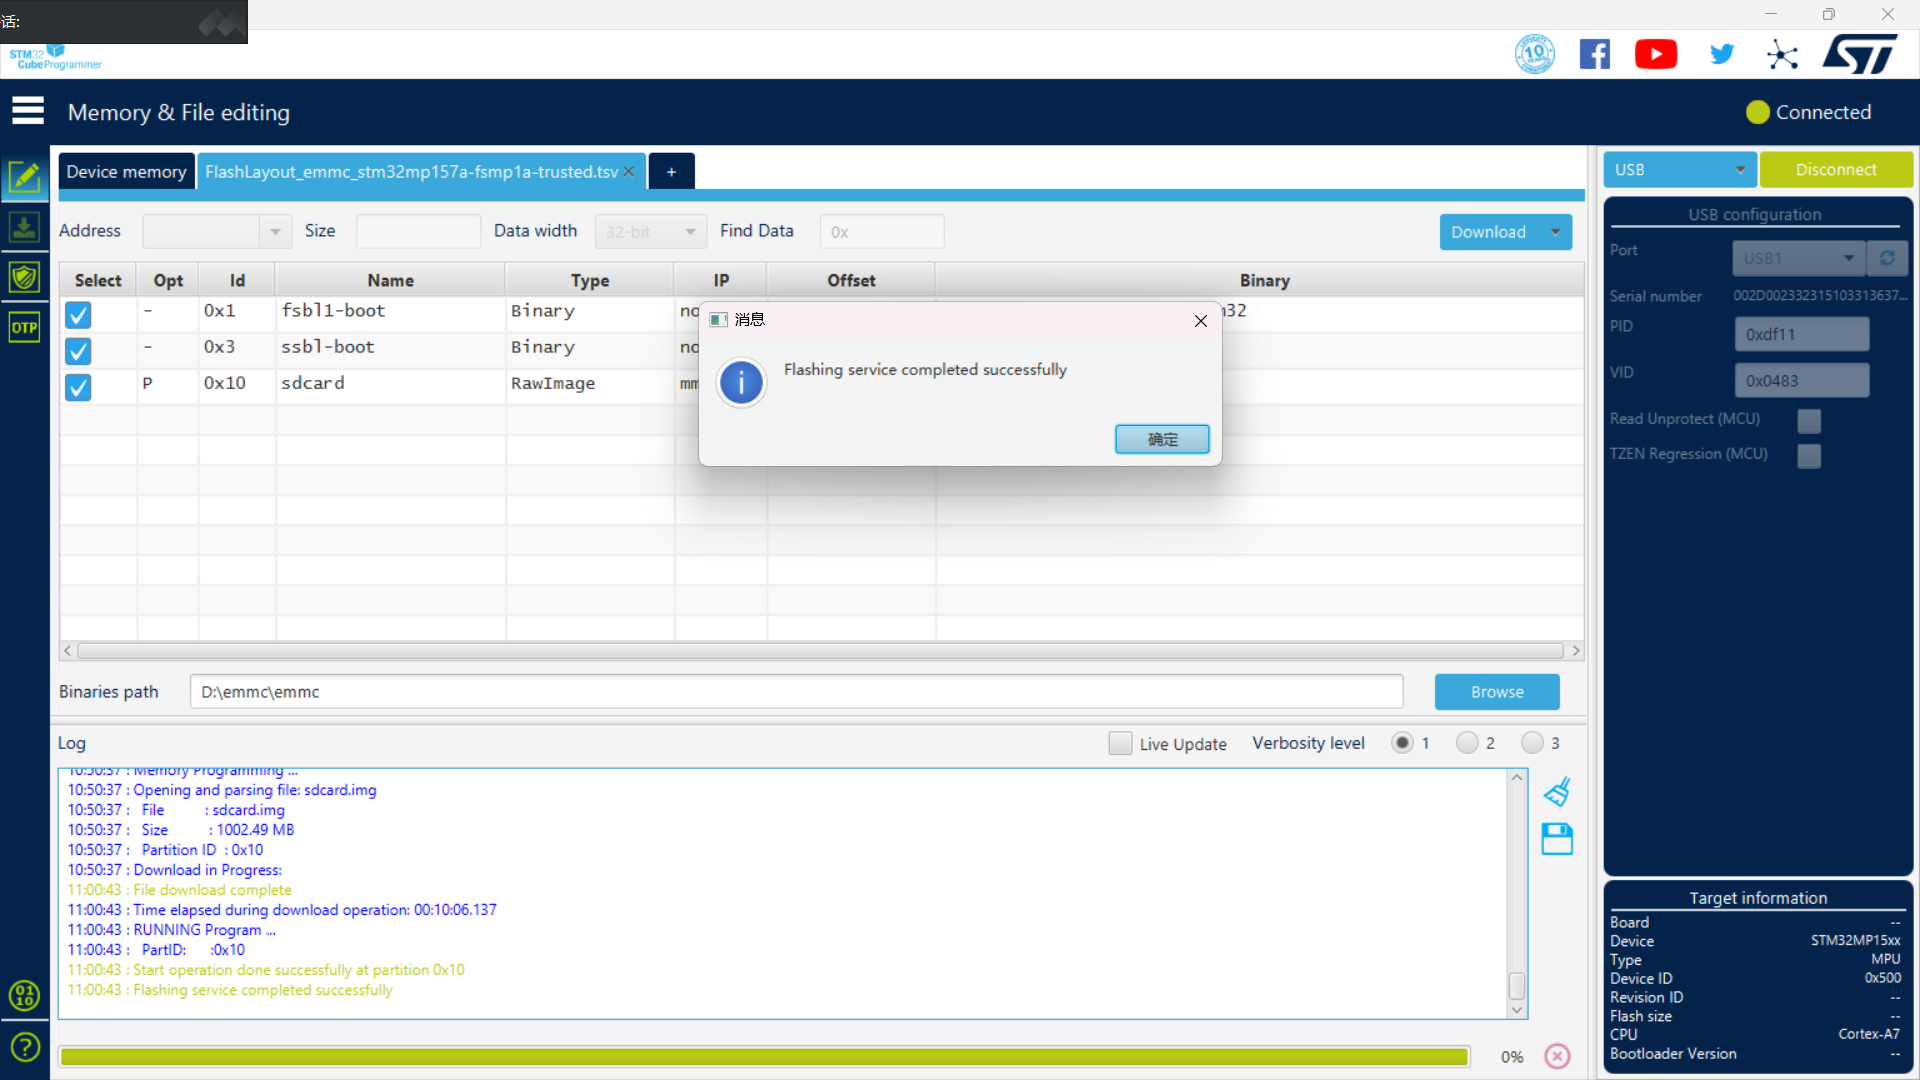 话:
STM32
CubeProgrammer
10
Memory & File editing
Connected
Device memory
FlashLayout_emmc_stm32mp157a-fsmp1a-trusted.tsv
+
USB
Disconnect
Address
Size
Data width
32-bit
Find Data
0x
Download
USB configuration
Port
USB1
Serial number
002D00233231510331363​7...
PID
0xdf11
VID
0x0483
Read Unprotect (MCU)
TZEN Regression (MCU)
OTP
Select Opt Id Name Type IP Offset Binary
- 0x1 fsbl1-boot Binary no
- 0x3 ssbl-boot Binary no
P 0x10 sdcard RawImage mm
消息
Flashing service completed successfully
确定
Binaries path
D:\emmc\emmc
Browse
Log
Live Update
Verbosity level
1 2 3
10:50:37 : Memory Programming ...
10:50:37 : Opening and parsing file: sdcard.img
10:50:37 : File : sdcard.img
10:50:37 : Size : 1002.49 MB
10:50:37 : Partition ID : 0x10
10:50:37 : Download in Progress:
11:00:43 : File download complete
11:00:43 : Time elapsed during download operation: 00:10:06.137
11:00:43 : RUNNING Program ...
11:00:43 : PartID: :0x10
11:00:43 : Start operation done successfully at partition 0x10
11:00:43 : Flashing service completed successfully
0%
Target information
Board --
Device STM32MP15xx
Type MPU
Device ID 0x500
Revision ID --
Flash size --
CPU Cortex-A7
Bootloader Version --